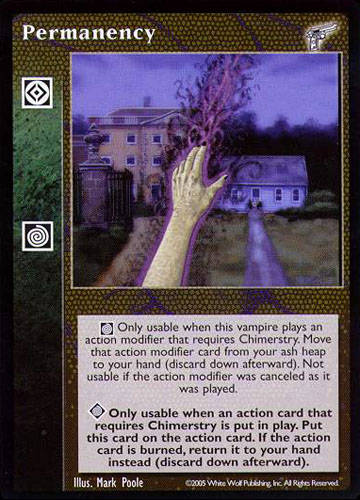 Permanency
Only usable when this vampire plays an
action modifier that requires Chimerstry. Move
that action modifier card from your ash heap
to your hand (discard down afterward). Not
usable if the action modifier was canceled as it
was played.
Only usable when an action card that
requires Chimerstry is put in play. Put
this card on the action card. If the action
card is burned, return it to your hand
instead (discard down afterward).
Illus. Mark Poole
©2005 White Wolf Publishing, Inc. All Rights Reserved.